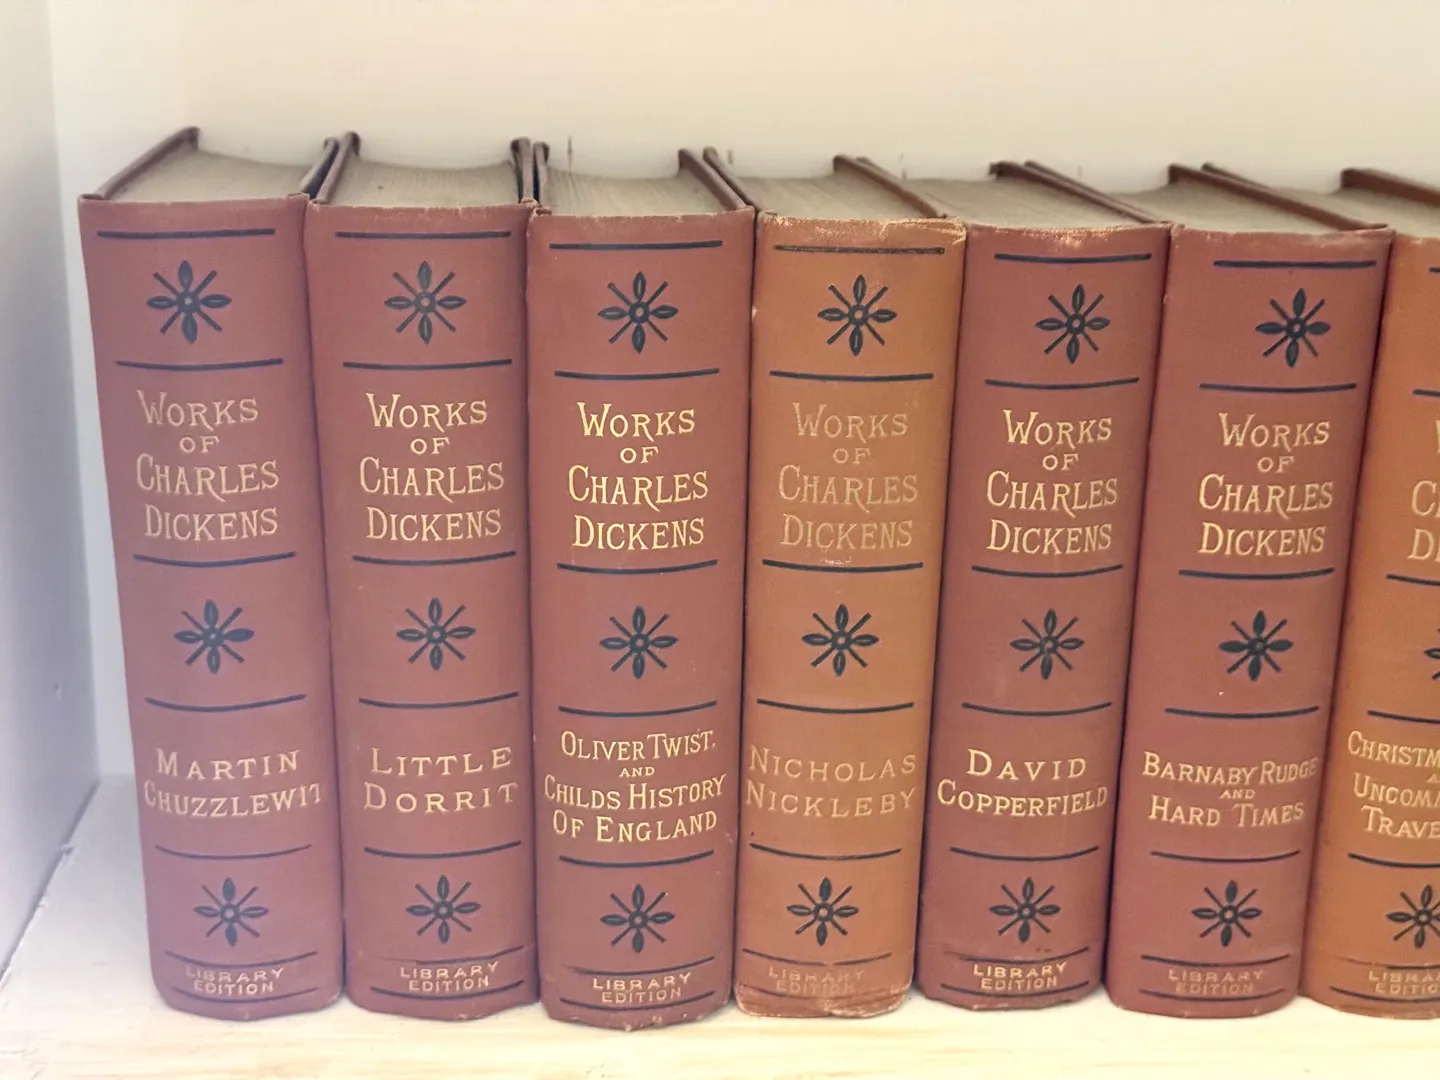 WORKS
OF
CHARLES
DICKENS
MARTIN
CHUZZLEWIT
LIBRARY
EDITION
WORKS
OF
CHARLES
DICKENS
LITTLE
DORRIT
LIBRARY
EDITION
WORKS
OF
CHARLES
DICKENS
OLIVER TWIST,
AND
CHILDS HISTORY
OF ENGLAND
LIBRARY
EDITION
WORKS
OF
CHARLES
DICKENS
NICHOLAS
NICKLEBY
LIBRARY
EDITION
WORKS
OF
CHARLES
DICKENS
DAVID
COPPERFIELD
LIBRARY
EDITION
WORKS
OF
CHARLES
DICKENS
BARNABY RUDGE
AND
HARD TIMES
LIBRARY
EDITION